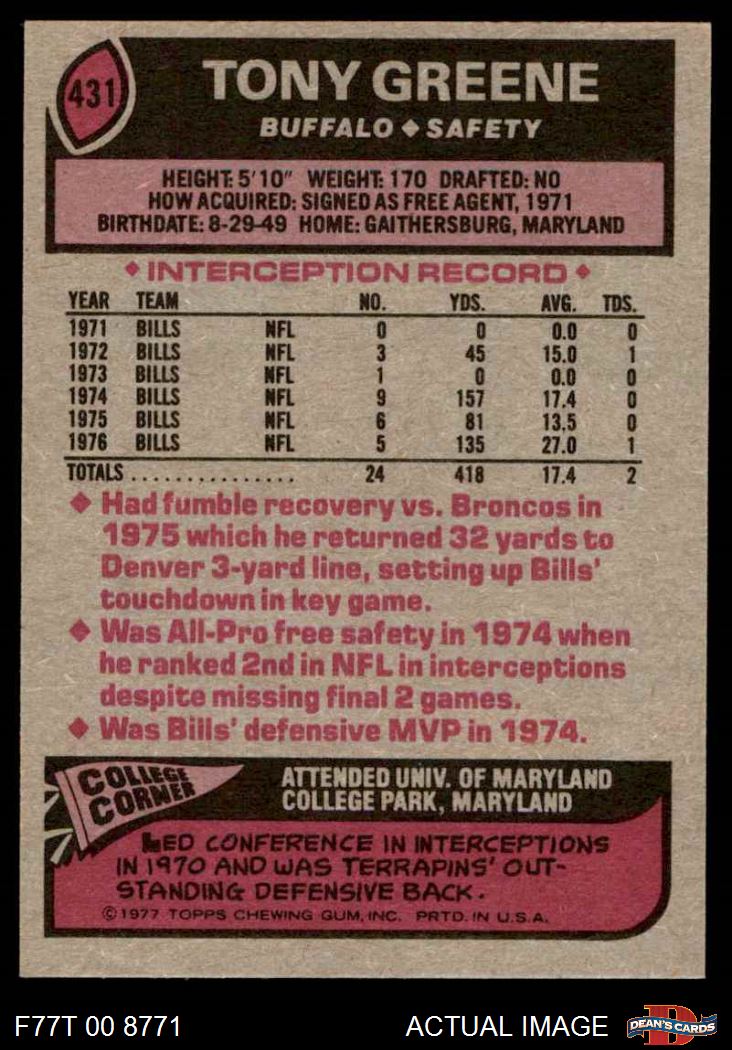 431
TONY GREENE
BUFFALO ◆ SAFETY
HEIGHT: 5'10" WEIGHT: 170 DRAFTED: NO
HOW ACQUIRED: SIGNED AS FREE AGENT, 1971
BIRTHDATE: 8-29-49 HOME: GAITHERSBURG, MARYLAND
◆ INTERCEPTION RECORD ◆
YEAR TEAM NO. YDS. AVG. TDS.
1971 BILLS NFL 0 0 0.0 0
1972 BILLS NFL 3 45 15.0 1
1973 BILLS NFL 1 0 0.0 0
1974 BILLS NFL 9 157 17.4 0
1975 BILLS NFL 6 81 13.5 0
1976 BILLS NFL 5 135 27.0 1
TOTALS ............... 24 418 17.4 2
◆ Had fumble recovery vs. Broncos in
1975 which he returned 32 yards to
Denver 3-yard line, setting up Bills'
touchdown in key game.
◆ Was All-Pro free safety in 1974 when
he ranked 2nd in NFL in interceptions
despite missing final 2 games.
◆ Was Bills' defensive MVP in 1974.
COLLEGE
CORNER
ATTENDED UNIV. OF MARYLAND
COLLEGE PARK, MARYLAND
LED CONFERENCE IN INTERCEPTIONS
IN 1970 AND WAS TERRAPINS' OUT-
STANDING DEFENSIVE BACK.
©1977 TOPPS CHEWING GUM, INC. PRTD. IN U.S.A.
F77T 00 8771
ACTUAL IMAGE
D
DEAN'S CARDS